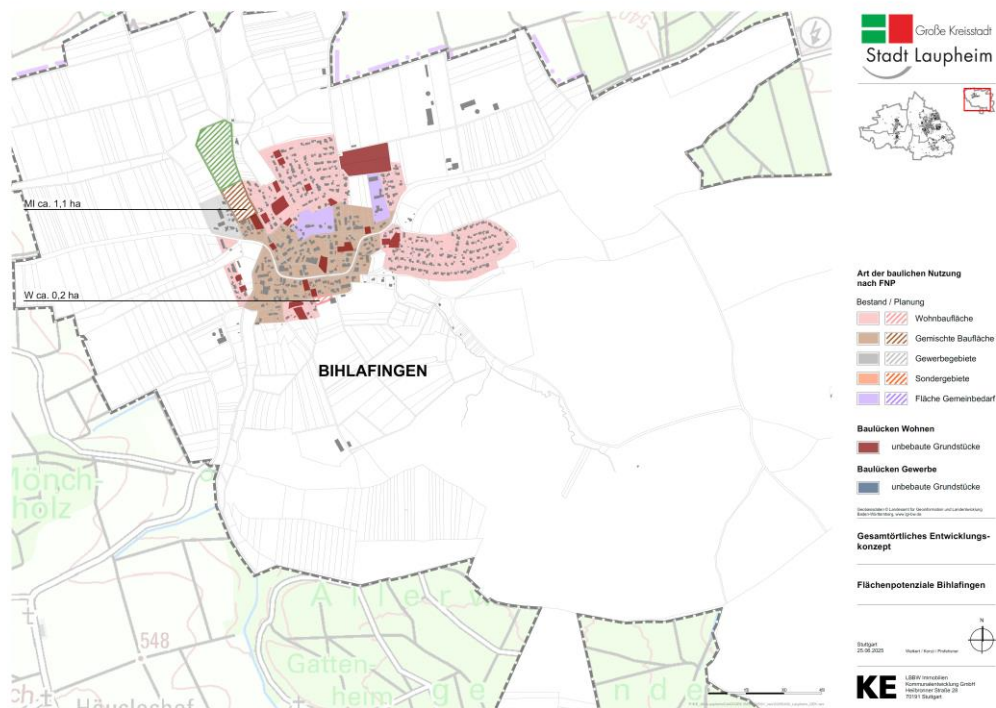 MI ca. 1,1 ha
W ca. 0,2 ha
BIHLAFINGEN
Mönch-
holz
548
Gatten-
heim
Große Kreisstadt
Stadt Laupheim
Art der baulichen Nutzung
nach FNP
Bestand / Planung
Wohnbaufläche
Gemischte Baufläche
Gewerbegebiete
Sondergebiete
Fläche Gemeinbedarf
Baulücken Wohnen
unbebaute Grundstücke
Baulücken Gewerbe
unbebaute Grundstücke
Gesamtörtliches Entwicklungs-
konzept
Flächenpotenziale Bihlafingen
N
Stuttgart
KE
LBBW Immobilien
Kommunalentwicklung GmbH
Heilbronner Straße 28
70191 Stuttgart